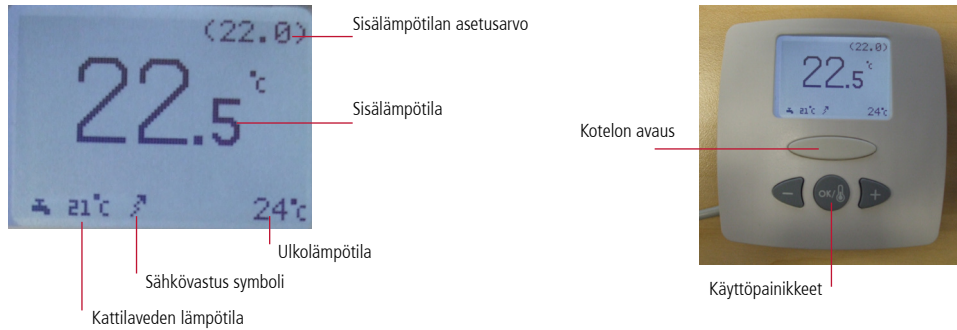 (22.0)
22.5 °C
21°C
24°C
Sisälämpötilan asetusarvo
Sisälämpötila
Ulkolämpötila
Sähkövastus symboli
Kattilaveden lämpötila
(22.0)
22.5 °C
21°C 24°C
Kotelon avaus
− OK/ +
Käyttöpainikkeet